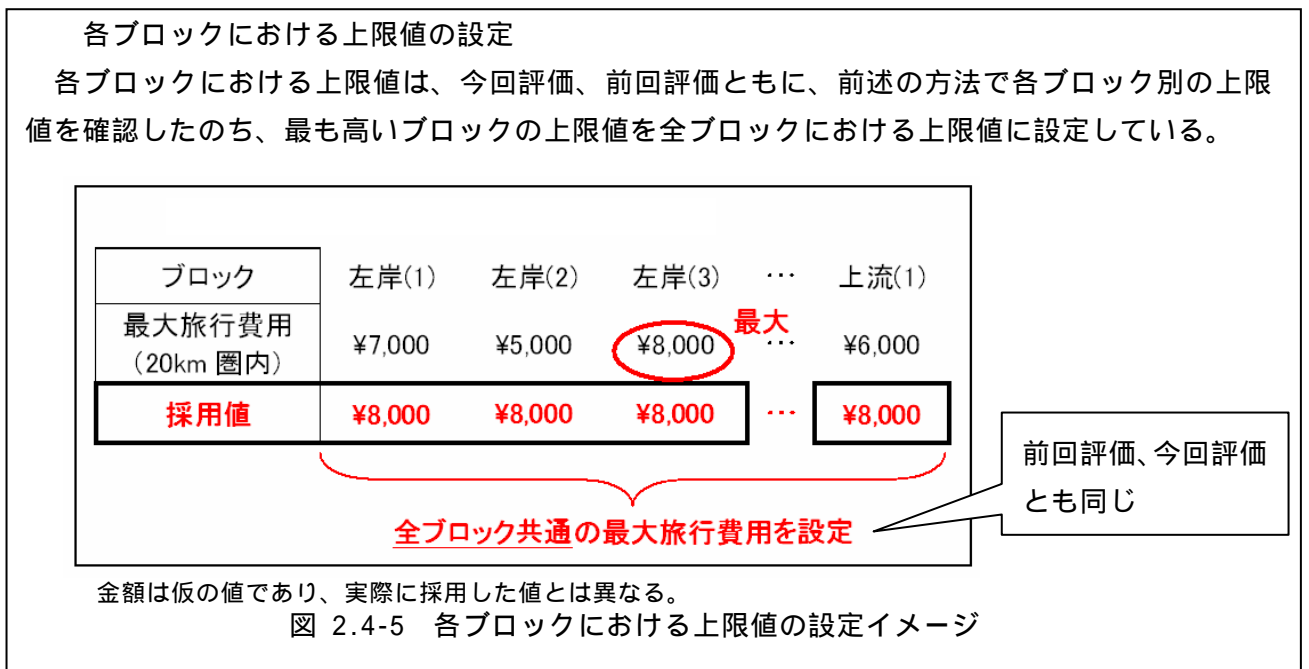 各ブロックにおける上限値の設定
各ブロックにおける上限値は、今回評価、前回評価ともに、前述の方法で各ブロック別の上限
値を確認したのち、最も高いブロックの上限値を全ブロックにおける上限値に設定している。
ブロック 左岸(1) 左岸(2) 左岸(3) … 上流(1)
最大旅行費用
(20km 圏内) ¥7,000 ¥5,000 ¥8,000 最大 … ¥6,000
採用値 ¥8,000 ¥8,000 ¥8,000 … ¥8,000
全ブロック共通の最大旅行費用を設定
前回評価、今回評価
とも同じ
金額は仮の値であり、実際に採用した値とは異なる。
図 2.4-5 各ブロックにおける上限値の設定イメージ